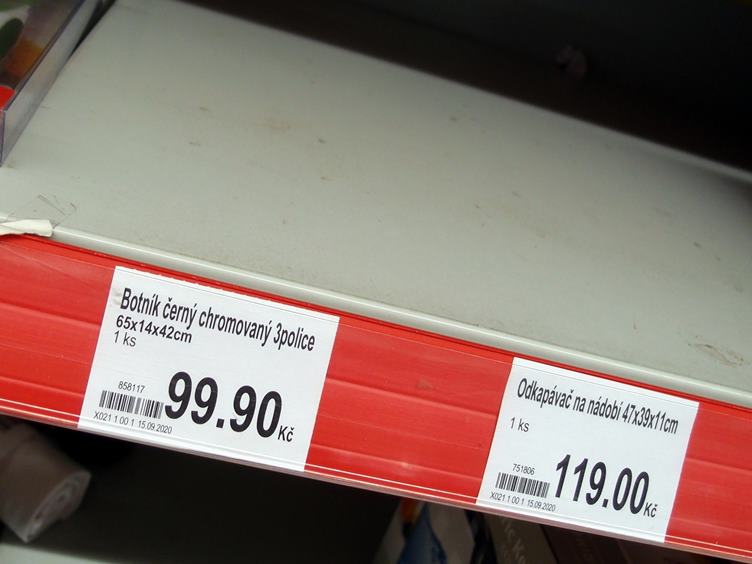 Botník černý chromovaný 3police
65x14x42cm
1 ks
858117
99.90 Kč
X021 1.00 1 15.09.2020
Odkapávač na nádobí 47x39x11cm
1 ks
751806
119.00 Kč
X021 1.00 1 15.09.2020